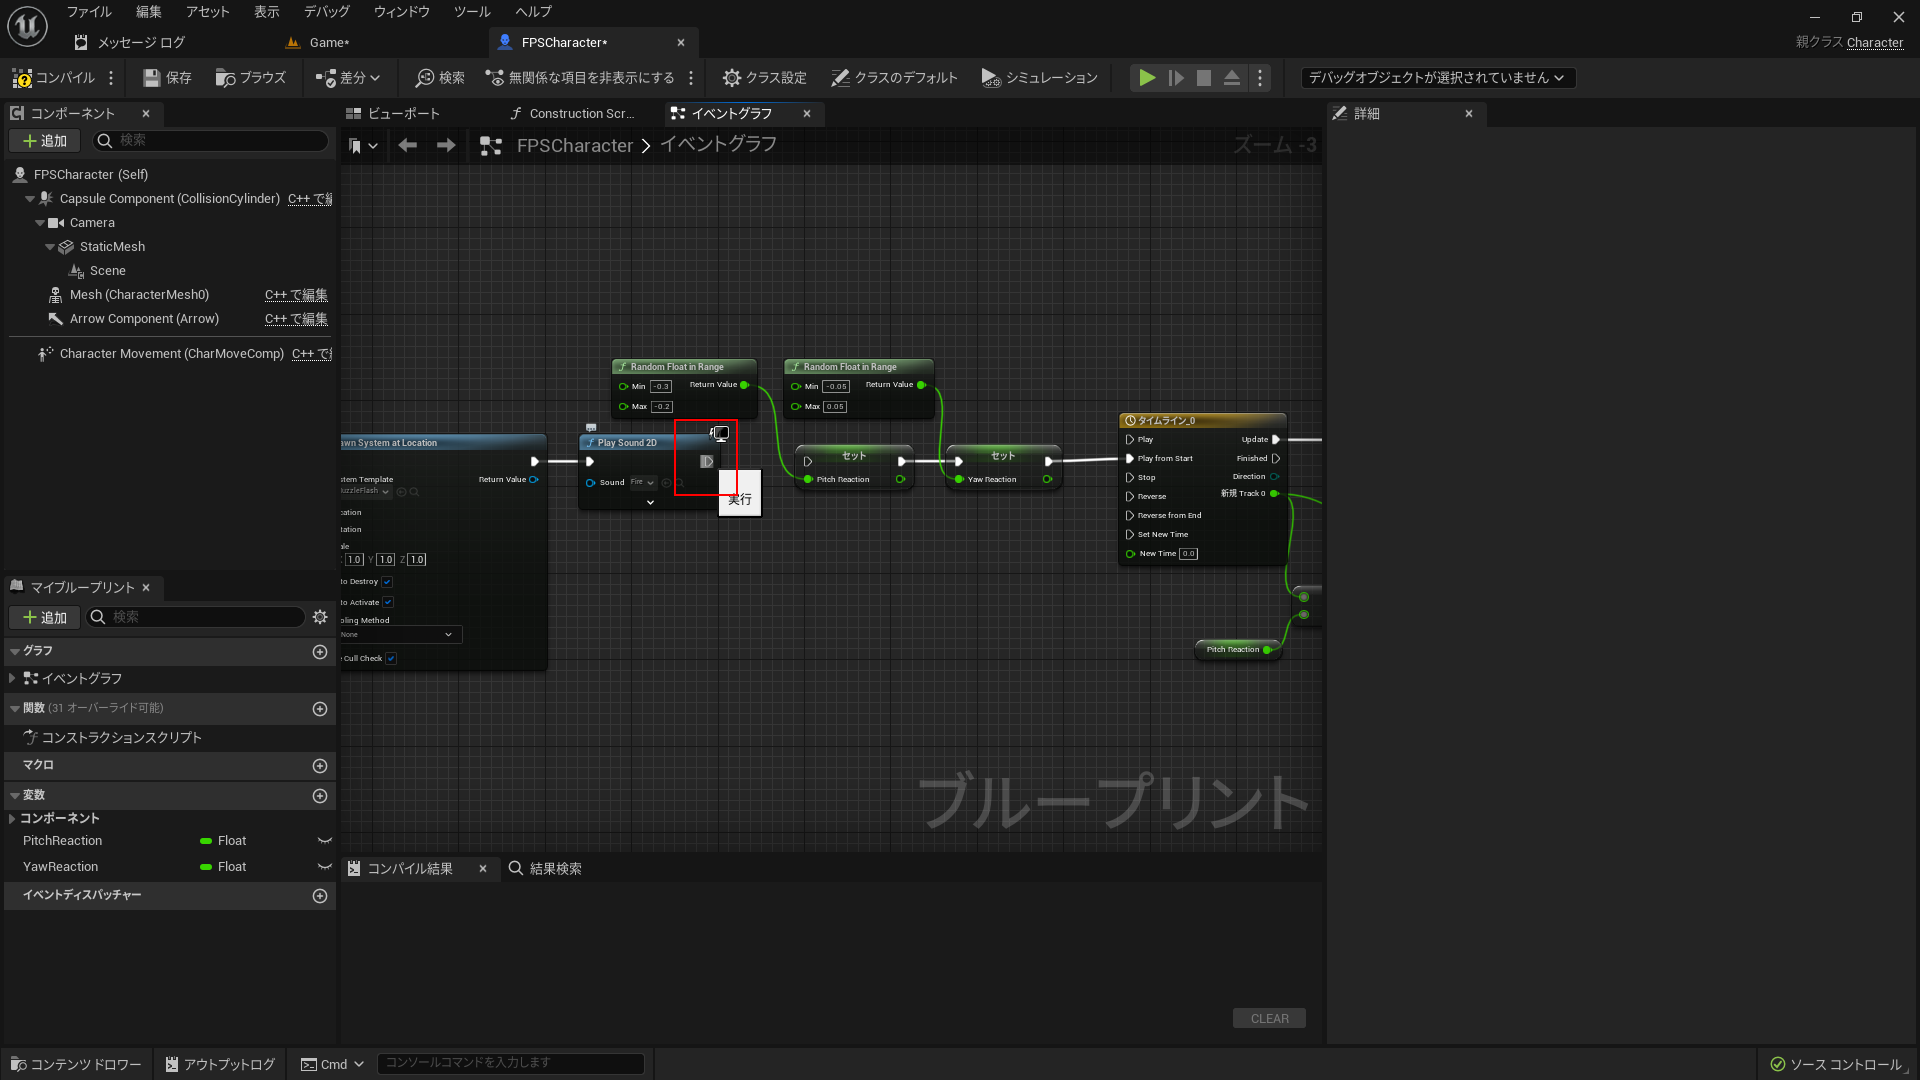 ファイル 編集 アセット 表示 デバッグ ウィンドウ ツール ヘルプ
メッセージ ログ
Game*
FPSCharacter*
親クラス Character
コンパイル
保存
ブラウズ
差分
検索
無関係な項目を非表示にする
クラス設定
クラスのデフォルト
シミュレーション
デバッグオブジェクトが選択されていません
コンポーネント
追加
検索
FPSCharacter (Self)
Capsule Component (CollisionCylinder) C++ で編
Camera
StaticMesh
Scene
Mesh (CharacterMesh0) C++ で編集
Arrow Component (Arrow) C++ で編集
Character Movement (CharMoveComp) C++ で
マイブループリント
追加
検索
グラフ
イベントグラフ
関数 (31 オーバーライド可能)
コンストラクションスクリプト
マクロ
変数
コンポーネント
PitchReaction Float
YawReaction Float
イベントディスパッチャー
ビューポート
Construction Scr...
イベントグラフ
FPSCharacter > イベントグラフ
ズーム -3
Random Float in Range
Min -0.3 Return Value
Max -0.2
Random Float in Range
Min -0.05 Return Value
Max 0.05
awn System at Location
stem Template Return Value
uzzleFlash
cation
tation
ale
1.0 Y 1.0 Z 1.0
to Destroy
to Activate
oling Method
None
e Cull Check
Play Sound 2D
Sound Fire
実行
セット
Pitch Reaction
セット
Yaw Reaction
タイムライン_0
Play Update
Play from Start Finished
Stop Direction
Reverse 新規 Track 0
Reverse from End
Set New Time
New Time 0.0
Pitch Reaction
ブループリント
コンパイル結果
結果検索
CLEAR
詳細
コンテンツ ドロワー
アウトプットログ
Cmd
コンソールコマンドを入力します
ソース コントロール